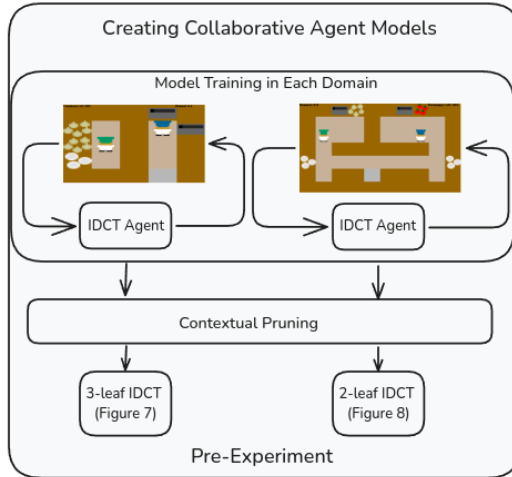 Creating Collaborative Agent Models
Model Training in Each Domain
IDCT Agent
IDCT Agent
Contextual Pruning
3-leaf IDCT
(Figure 7)
2-leaf IDCT
(Figure 8)
Pre-Experiment